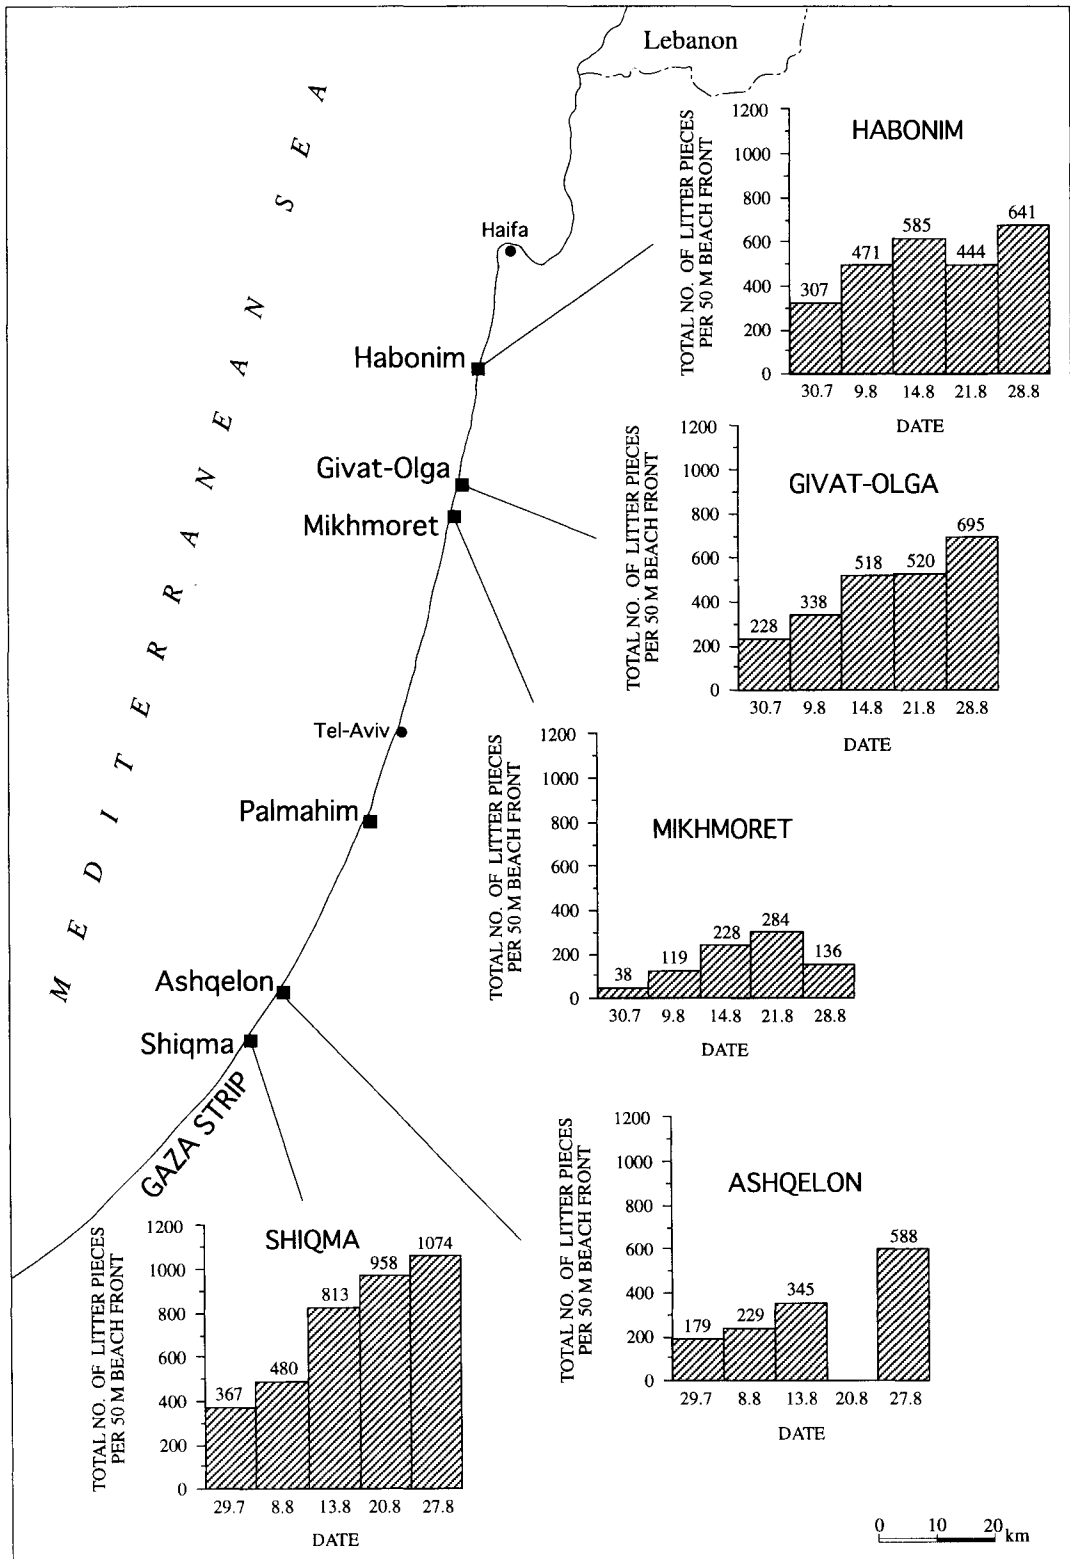 Lebanon
MEDITERRANEAN SEA
Haifa
Habonim
Givat-Olga
Mikhmoret
Tel-Aviv
Palmahim
Ashqelon
Shiqma
GAZA STRIP
HABONIM
TOTAL NO. OF LITTER PIECES
PER 50 M BEACH FRONT
1200
1000
800
600
400
200
0
307 471 585 444 641
30.7 9.8 14.8 21.8 28.8
DATE
GIVAT-OLGA
TOTAL NO. OF LITTER PIECES
PER 50 M BEACH FRONT
1200
1000
800
600
400
200
0
228 338 518 520 695
30.7 9.8 14.8 21.8 28.8
DATE
MIKHMORET
TOTAL NO. OF LITTER PIECES
PER 50 M BEACH FRONT
1200
1000
800
600
400
200
0
38 119 228 284 136
30.7 9.8 14.8 21.8 28.8
DATE
ASHQELON
TOTAL NO. OF LITTER PIECES
PER 50 M BEACH FRONT
1200
1000
800
600
400
200
0
179 229 345 588
29.7 8.8 13.8 20.8 27.8
DATE
SHIQMA
TOTAL NO. OF LITTER PIECES
PER 50 M BEACH FRONT
1200
1000
800
600
400
200
0
367 480 813 958 1074
29.7 8.8 13.8 20.8 27.8
DATE
0 10 20 km